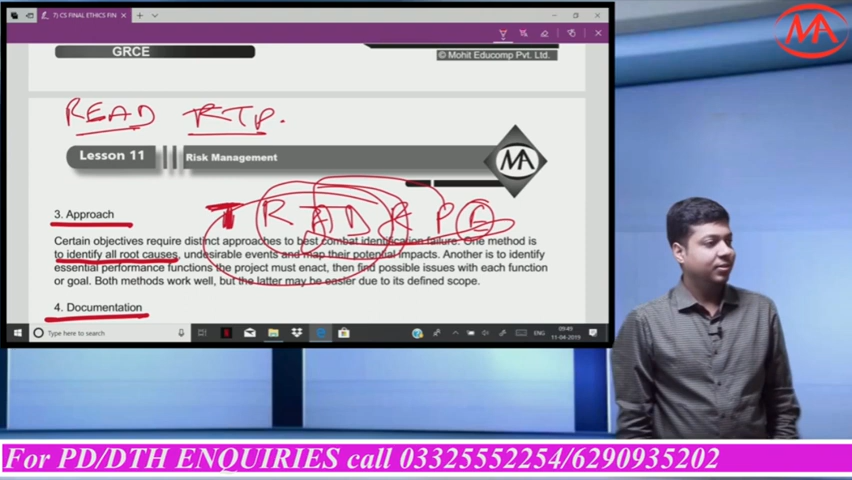 7) CS FINAL ETHICS FIN
MA
GRCE
© Mohit Educomp Pvt. Ltd.
READ RTP.
Lesson 11
Risk Management
MA
T R A D R P E
3. Approach
Certain objectives require distinct approaches to best combat identification failure. One method is
to identify all root causes, undesirable events and map their potential impacts. Another is to identify
essential performance functions the project must enact, then find possible issues with each function
or goal. Both methods work well, but the latter may be easier due to its defined scope.
4. Documentation
Type here to search
ENG
09:49
11-04-2019
For PD/DTH ENQUIRIES call 03325552254/6290935202